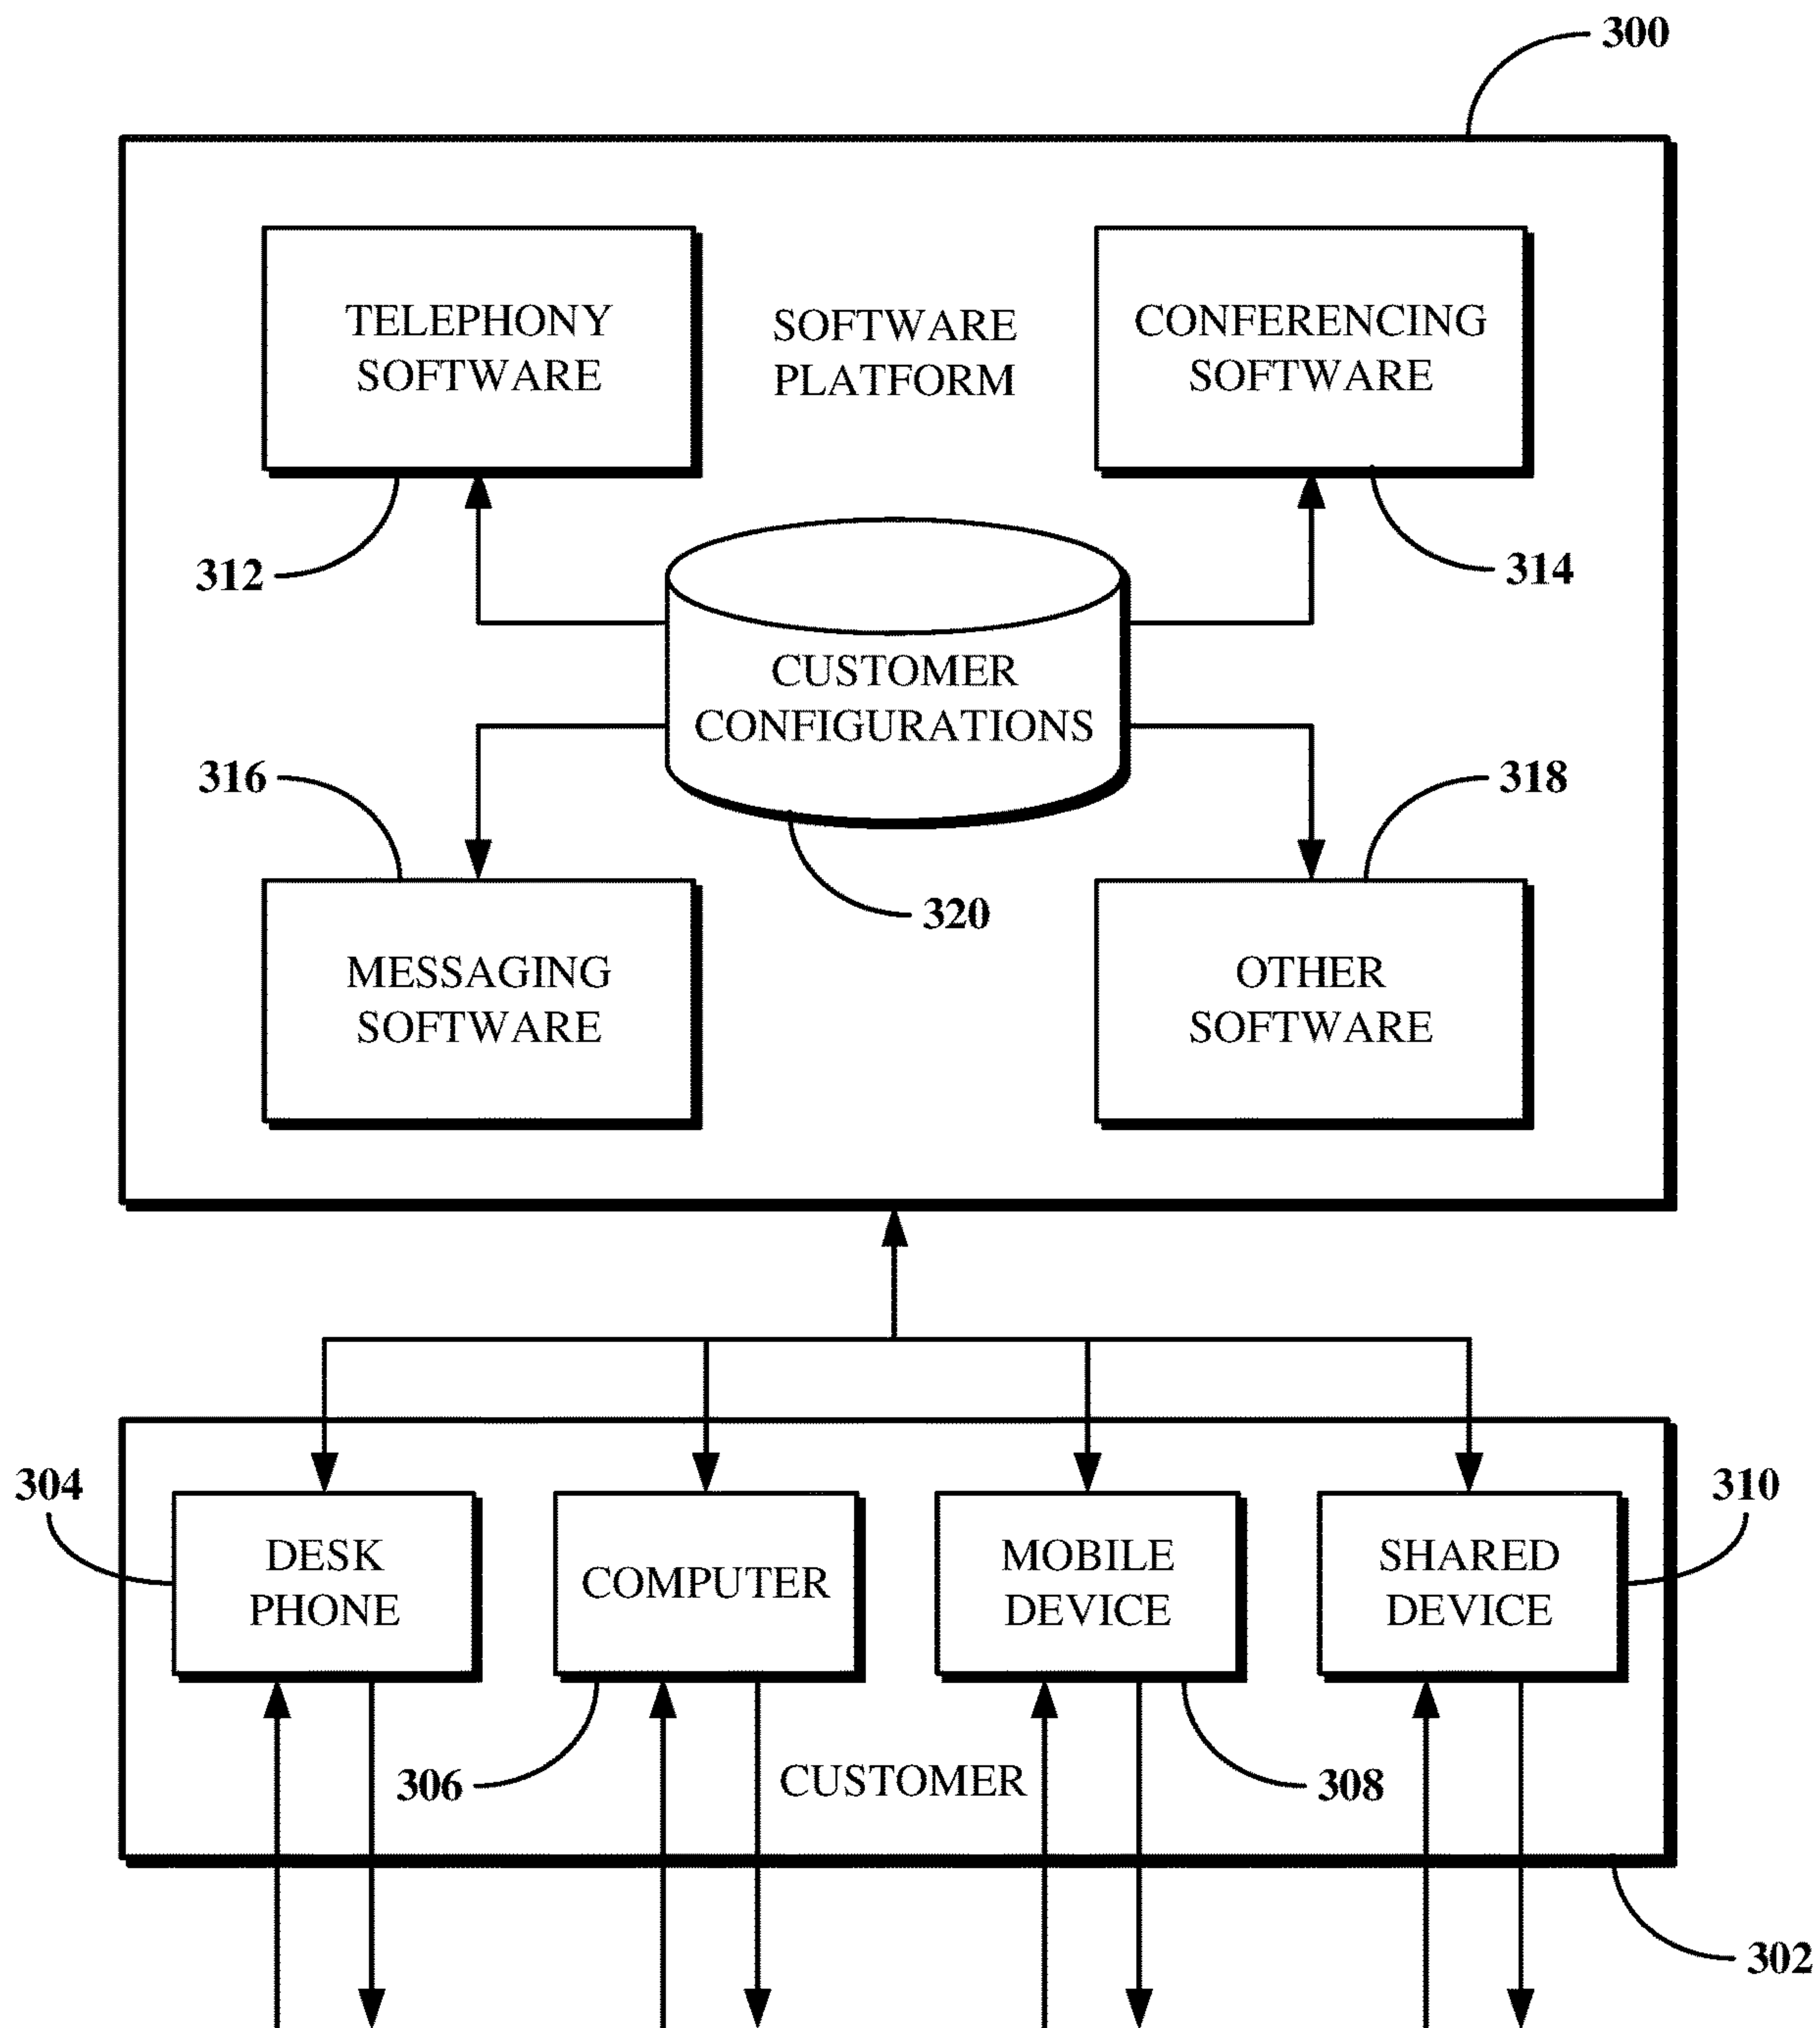 300
TELEPHONY
SOFTWARE
SOFTWARE
PLATFORM
CONFERENCING
SOFTWARE
312
314
CUSTOMER
CONFIGURATIONS
316
318
320
MESSAGING
SOFTWARE
OTHER
SOFTWARE
304
310
DESK
PHONE
COMPUTER
MOBILE
DEVICE
SHARED
DEVICE
306
CUSTOMER
308
302